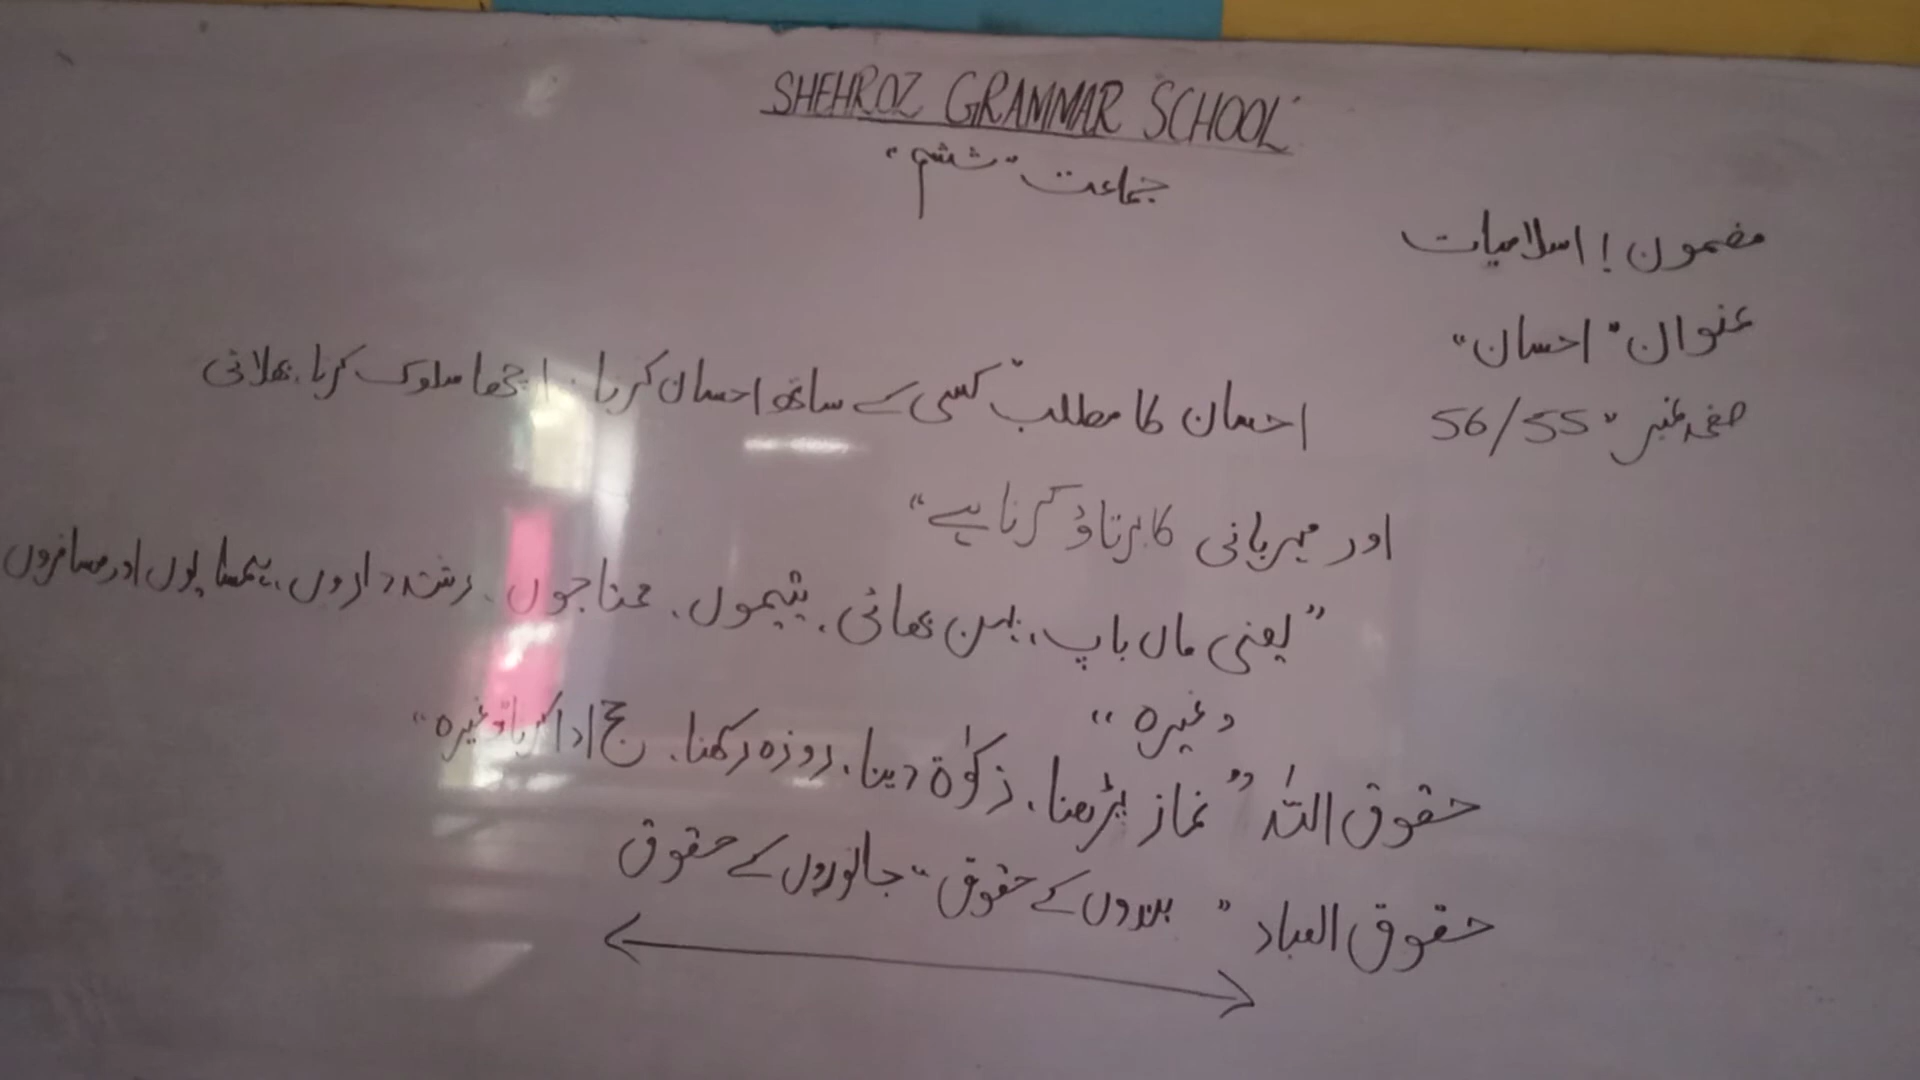 SHEHROZ GRAMMAR SCHOOL
جماعت "ششم"
مضمون ! اسلامیات
عنوان "احسان"
صفحہ نمبر " 56/55
احسان کا مطلب " کسی کے ساتھ احسان کرنا ۔ اچھا سلوک کرنا ۔ بھلائی
اور مہربانی کا برتاؤ کرنا ہے "
" یعنی ماں باپ ، بہن بھائی ، یتیموں ، محتاجوں ، رشتہ داروں ، ہمسایوں اور مسافروں
وغیرہ "
حقوق اللہ " نماز پڑھنا ، زکوٰۃ دینا ، روزہ رکھنا ، حج ادا کرنا وغیرہ "
حقوق العباد " بندوں کے حقوق " جانوروں کے حقوق